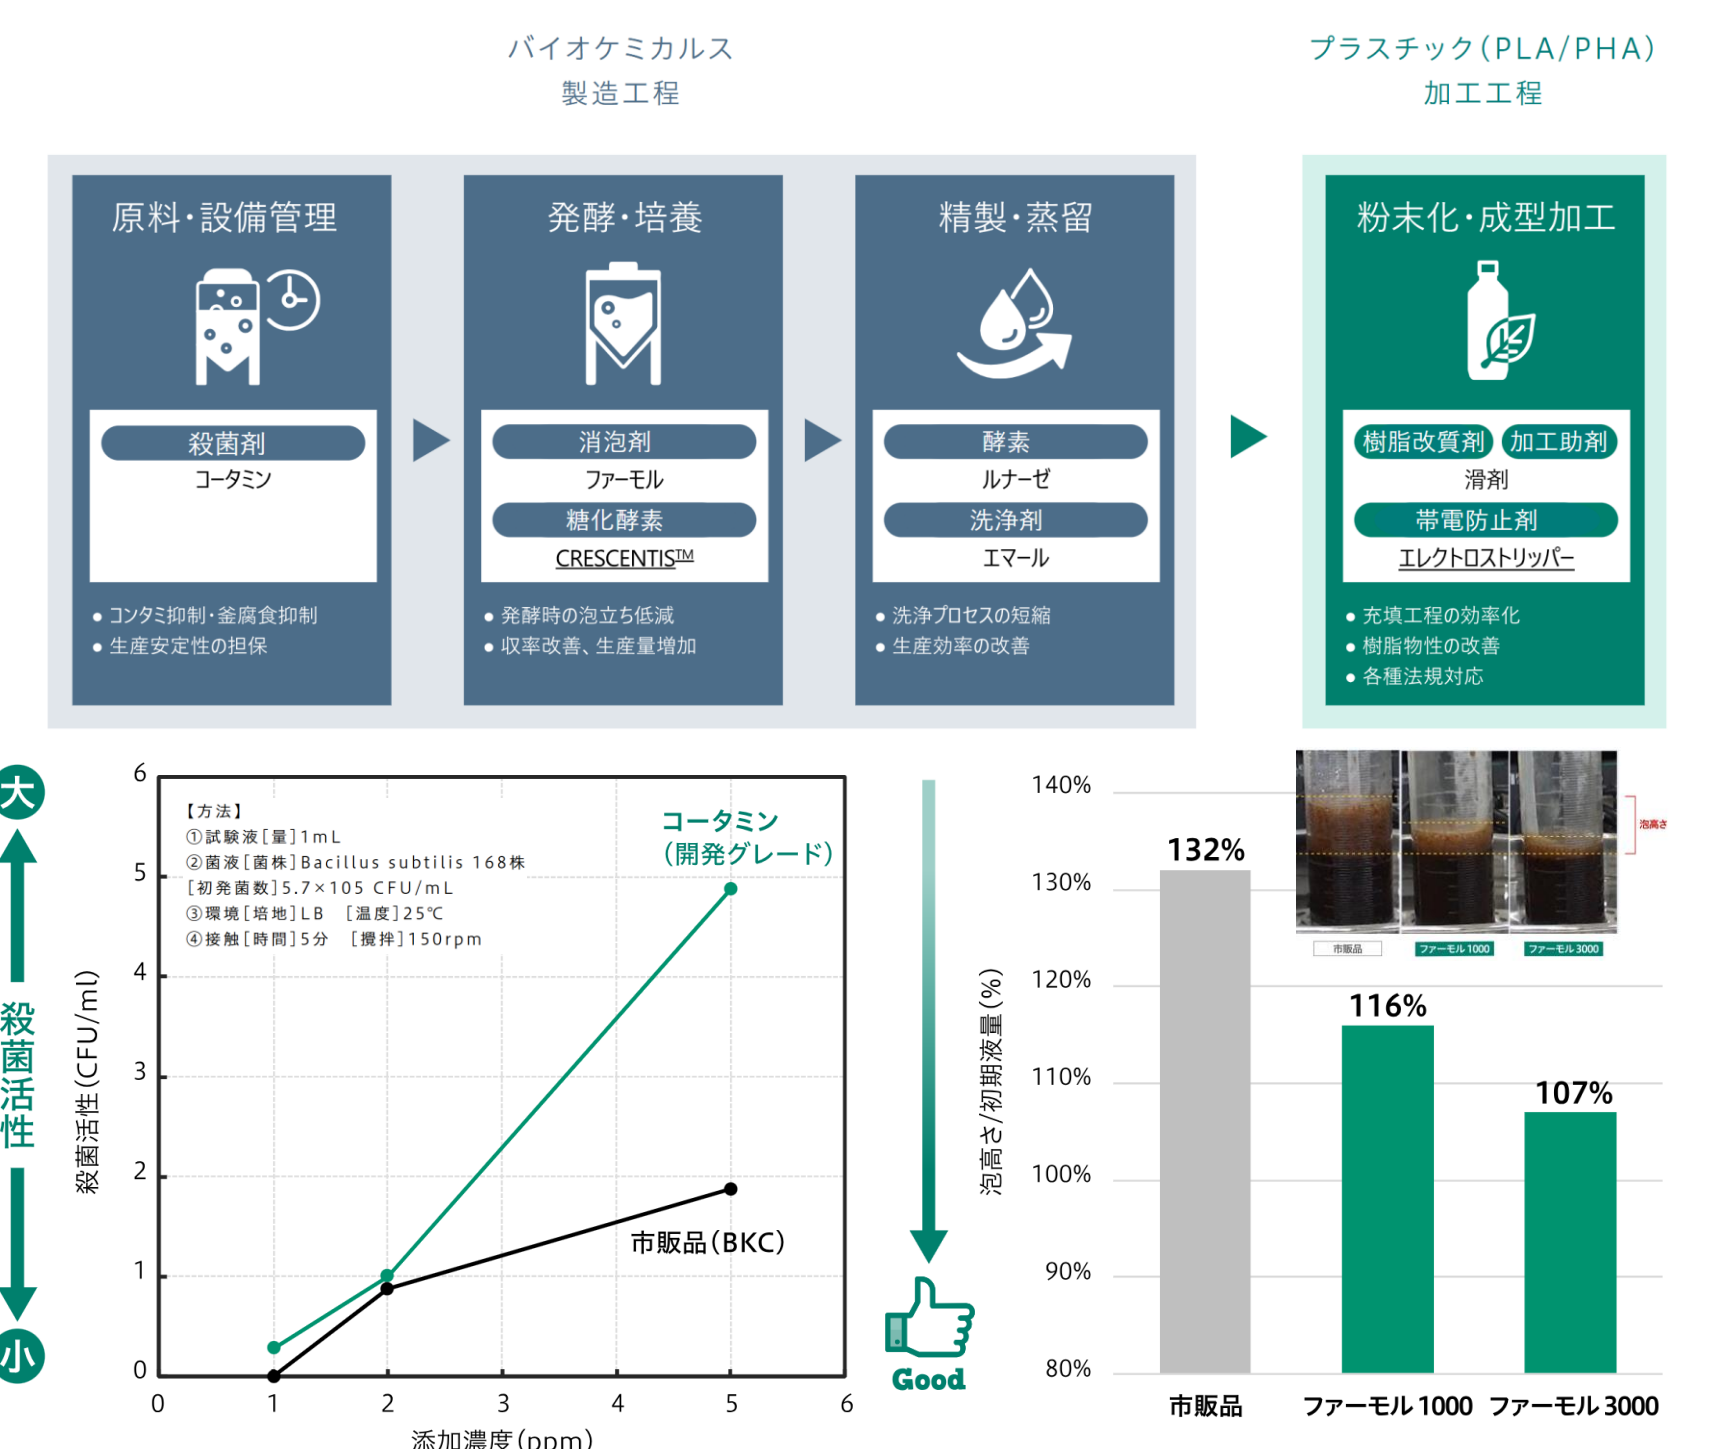 バイオケミカルス
製造工程
プラスチック(PLA/PHA)
加工工程
原料・設備管理
殺菌剤
コータミン
• コンタミ抑制・釜腐食抑制
• 生産安定性の担保
発酵・培養
消泡剤
ファーモル
糖化酵素
CRESCENTIS™
• 発酵時の泡立ち低減
• 収率改善、生産量増加
精製・蒸留
酵素
ルナーゼ
洗浄剤
エマール
• 洗浄プロセスの短縮
• 生産効率の改善
粉末化・成型加工
樹脂改質剤 加工助剤
滑剤
帯電防止剤
エレクトロストリッパー
• 充填工程の効率化
• 樹脂物性の改善
• 各種法規対応
大
殺菌活性
小
殺菌活性(CFU/ml)
6
5
4
3
2
1
0
【方法】
①試験液[量]1mL
②菌液[菌株]Bacillus subtilis 168株
[初発菌数]5.7×105 CFU/mL
③環境[培地]LB [温度]25℃
④接触[時間]5分 [攪拌]150rpm
コータミン
(開発グレード)
市販品(BKC)
0 1 2 3 4 5 6
添加濃度(ppm)
Good
泡高さ/初期液量(%)
140%
130%
120%
110%
100%
90%
80%
132%
116%
107%
泡高さ
市販品 ファーモル1000 ファーモル3000
市販品 ファーモル1000 ファーモル3000